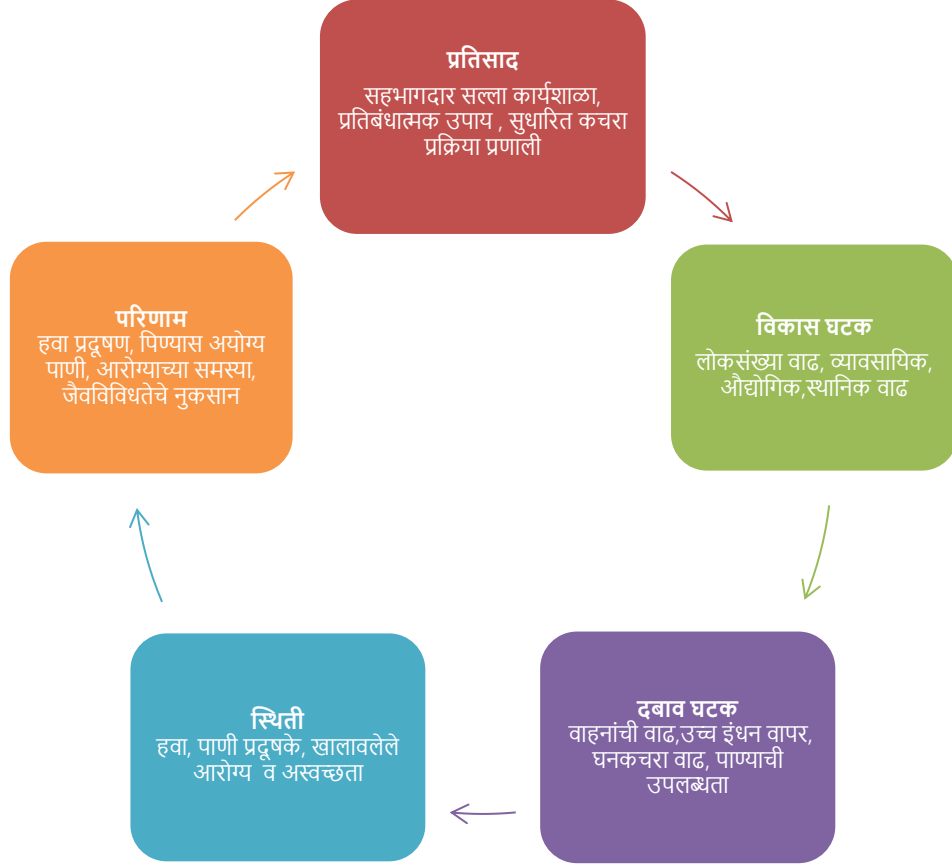 प्रतिसाद
सहभागदार सल्ला कार्यशाळा,
प्रतिबंधात्मक उपाय , सुधारित कचरा
प्रक्रिया प्रणाली
विकास घटक
लोकसंख्या वाढ, व्यावसायिक,
औद्योगिक,स्थानिक वाढ
दबाव घटक
वाहनांची वाढ,उच्च इंधन वापर,
घनकचरा वाढ, पाण्याची
उपलब्धता
स्थिती
हवा, पाणी प्रदूषके, खालावलेले
आरोग्य व अस्वच्छता
परिणाम
हवा प्रदूषण, पिण्यास अयोग्य
पाणी, आरोग्याच्या समस्या,
जैवविविधतेचे नुकसान